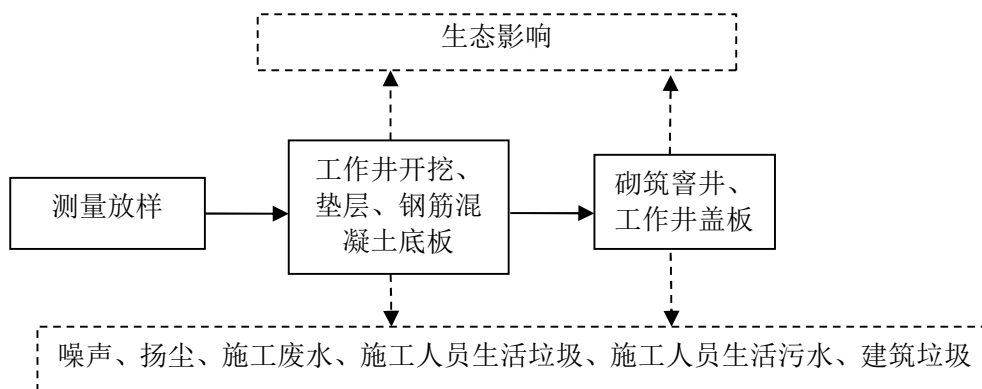 生态影响
测量放样
工作井开挖、
垫层、钢筋混
凝土底板
砌筑窨井、
工作井盖板
噪声、扬尘、施工废水、施工人员生活垃圾、施工人员生活污水、建筑垃圾